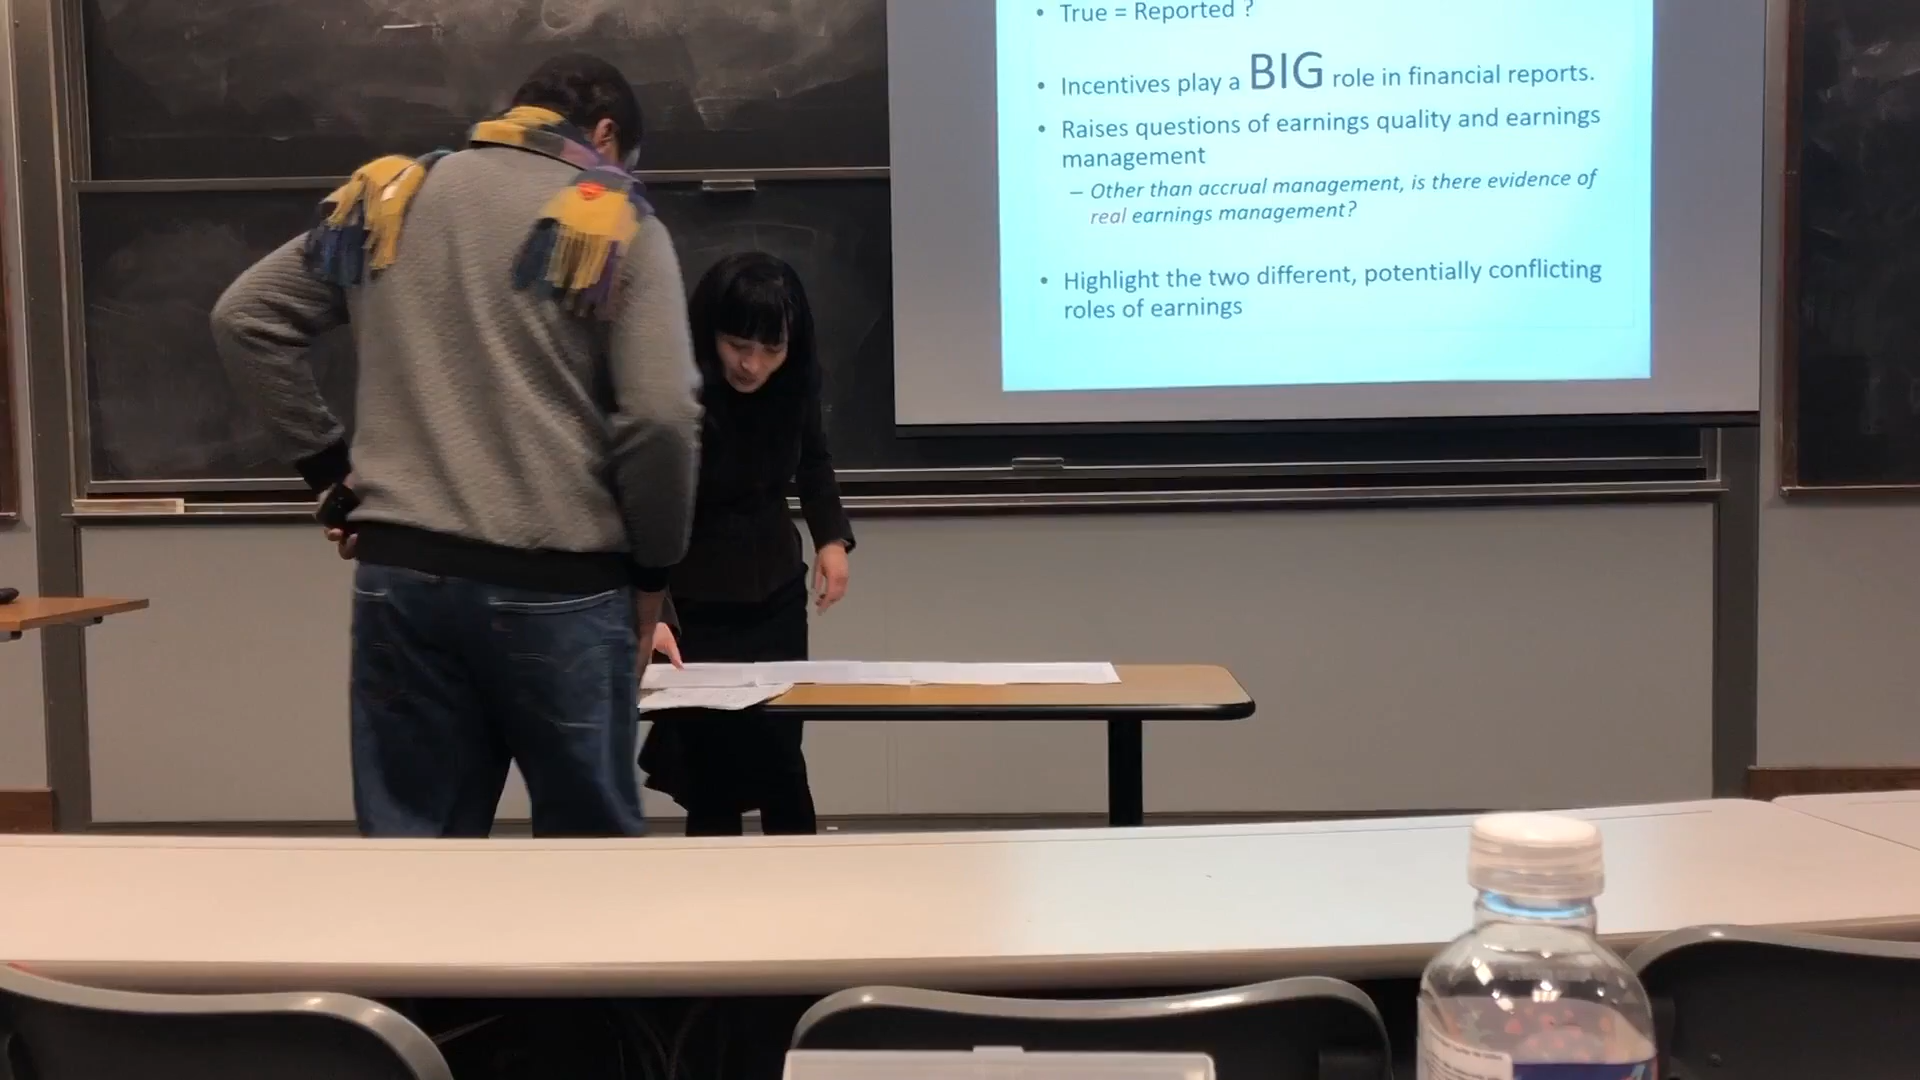 • True = Reported ?
• Incentives play a BIG role in financial reports.
• Raises questions of earnings quality and earnings
management
– Other than accrual management, is there evidence of
real earnings management?
• Highlight the two different, potentially conflicting
roles of earnings